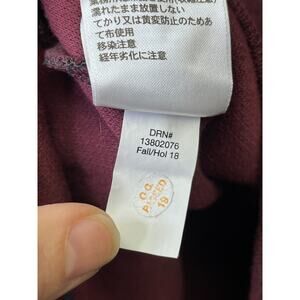 濡れたまま放置しない
てかり又は黄変防止のためあ
て布使用
移染注意
経年劣化に注意
DRN#
13802076
Fall/Hol 18
Q.C.
PASSED
19